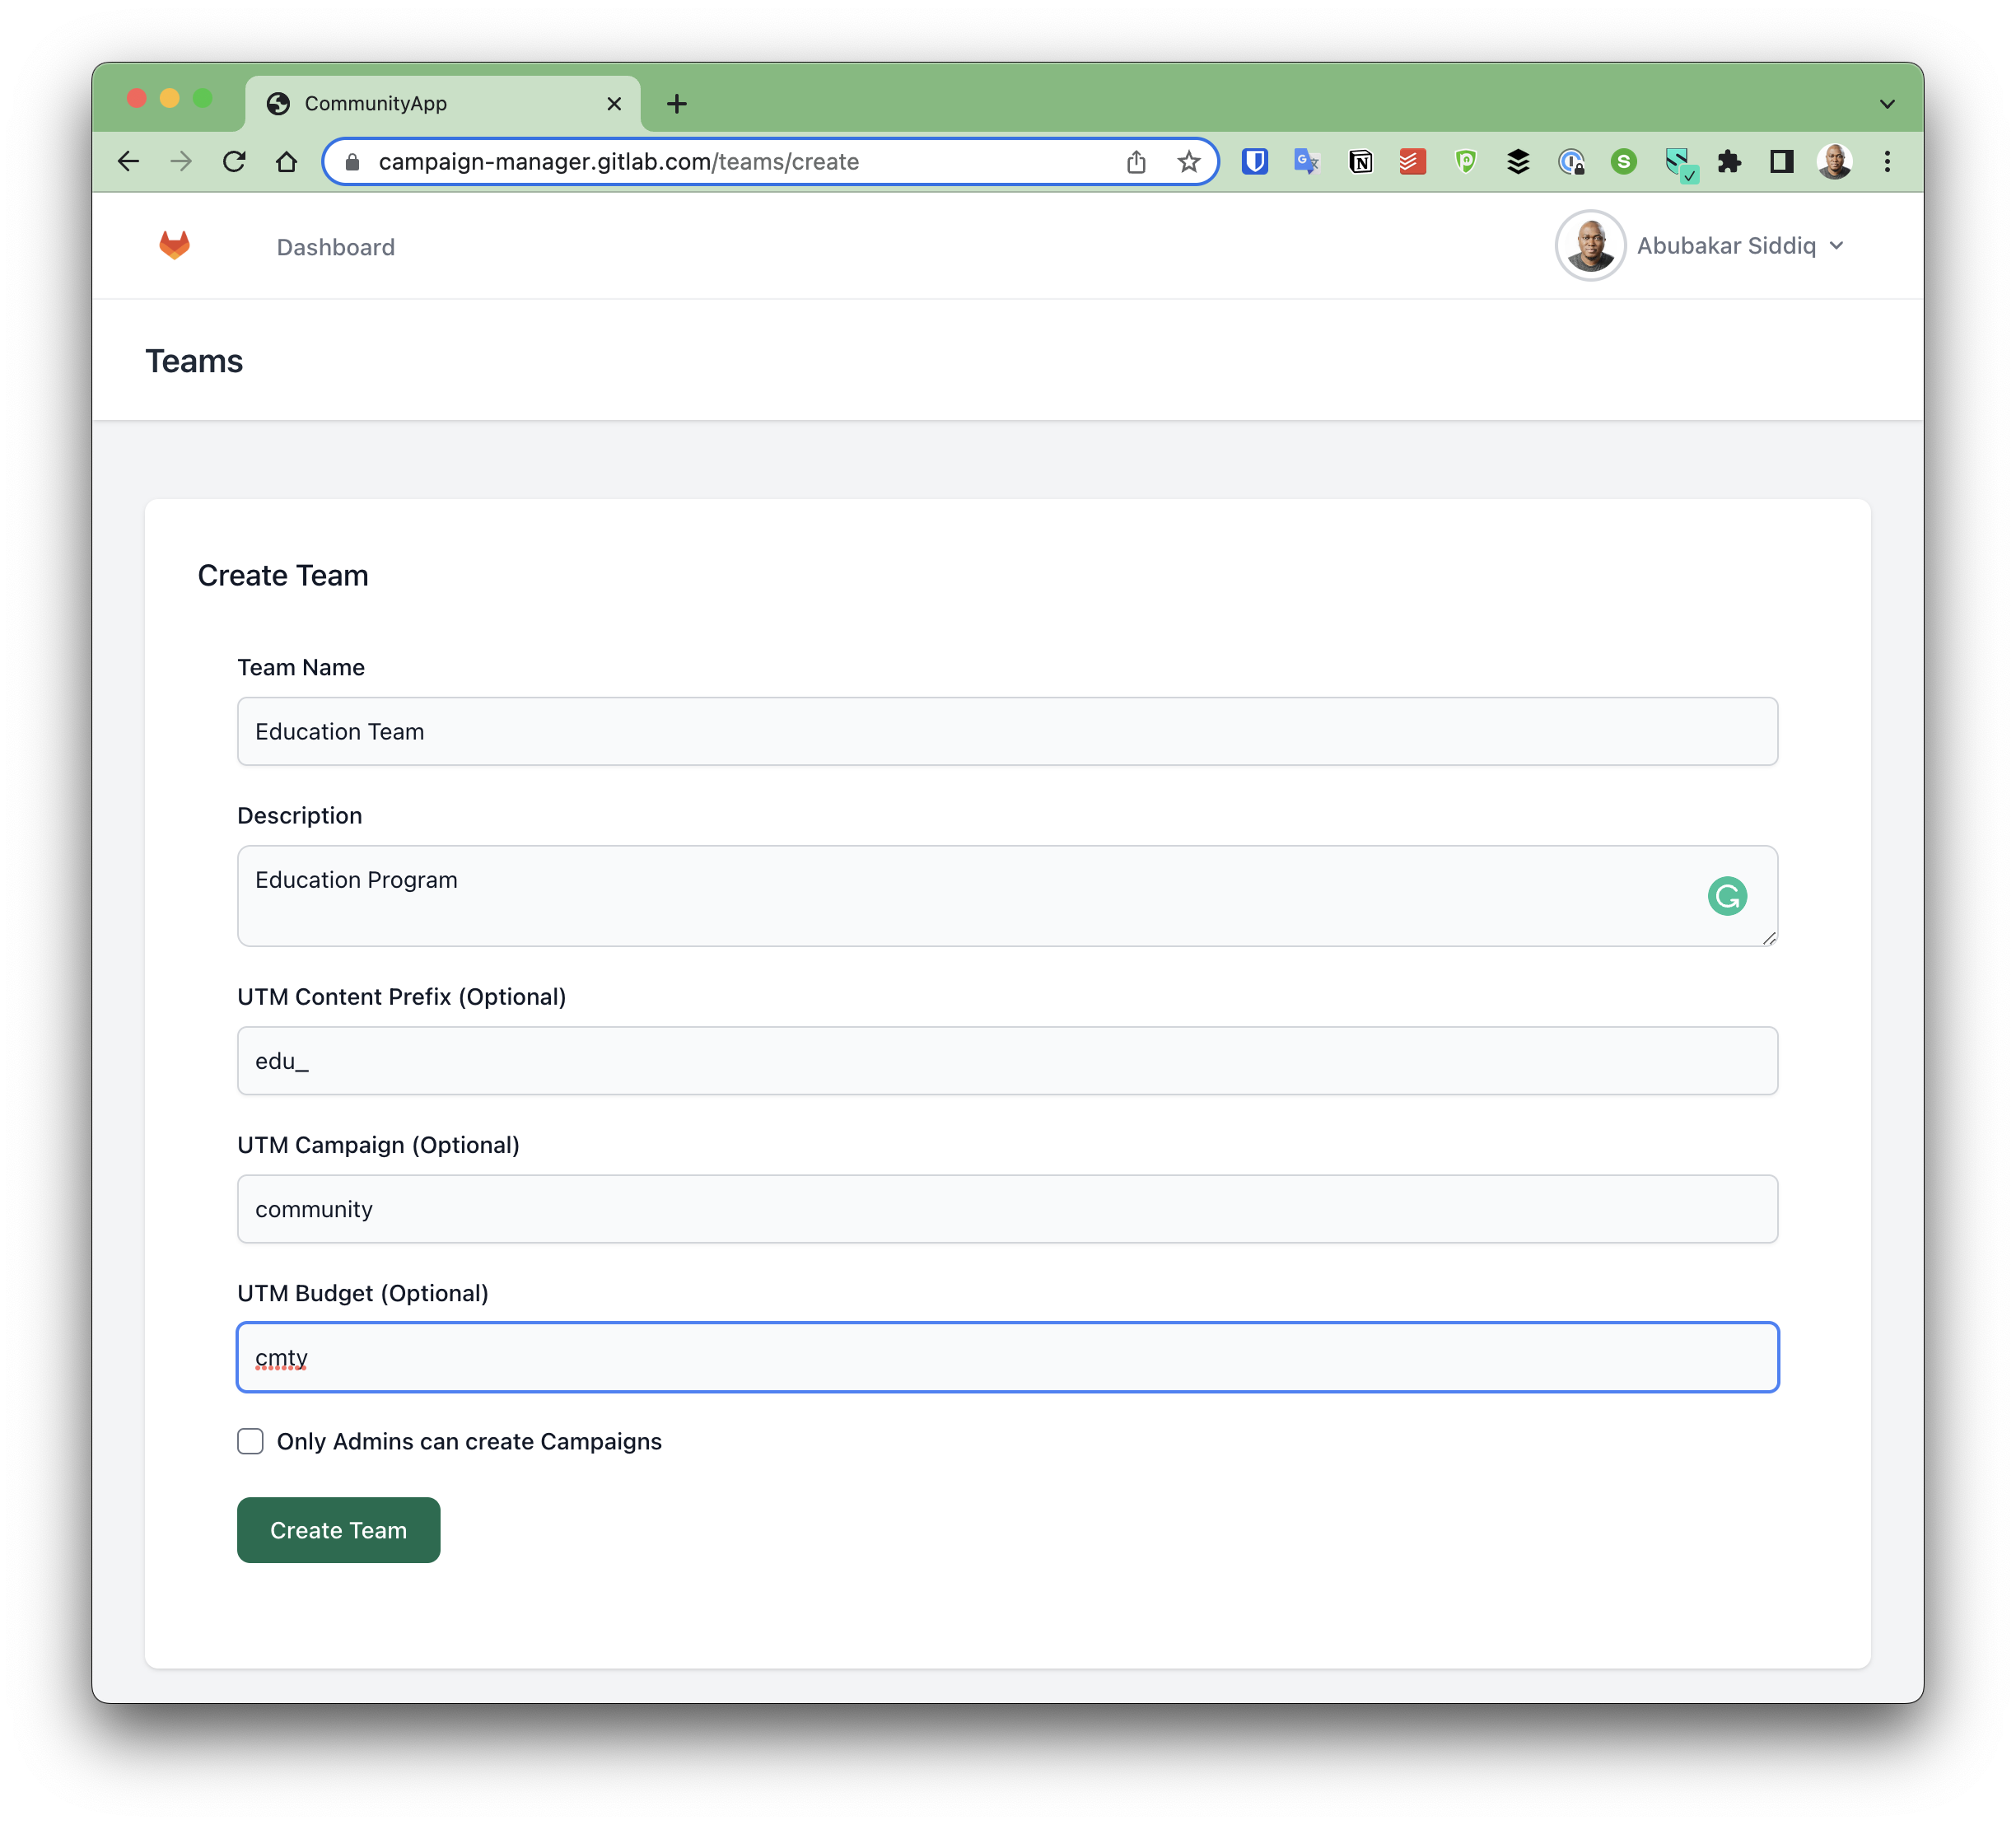 CommunityApp
campaign-manager.gitlab.com/teams/create
Dashboard
Abubakar Siddiq
Teams
Create Team
Team Name
Education Team
Description
Education Program
UTM Content Prefix (Optional)
edu_
UTM Campaign (Optional)
community
UTM Budget (Optional)
cmty
Only Admins can create Campaigns
Create Team